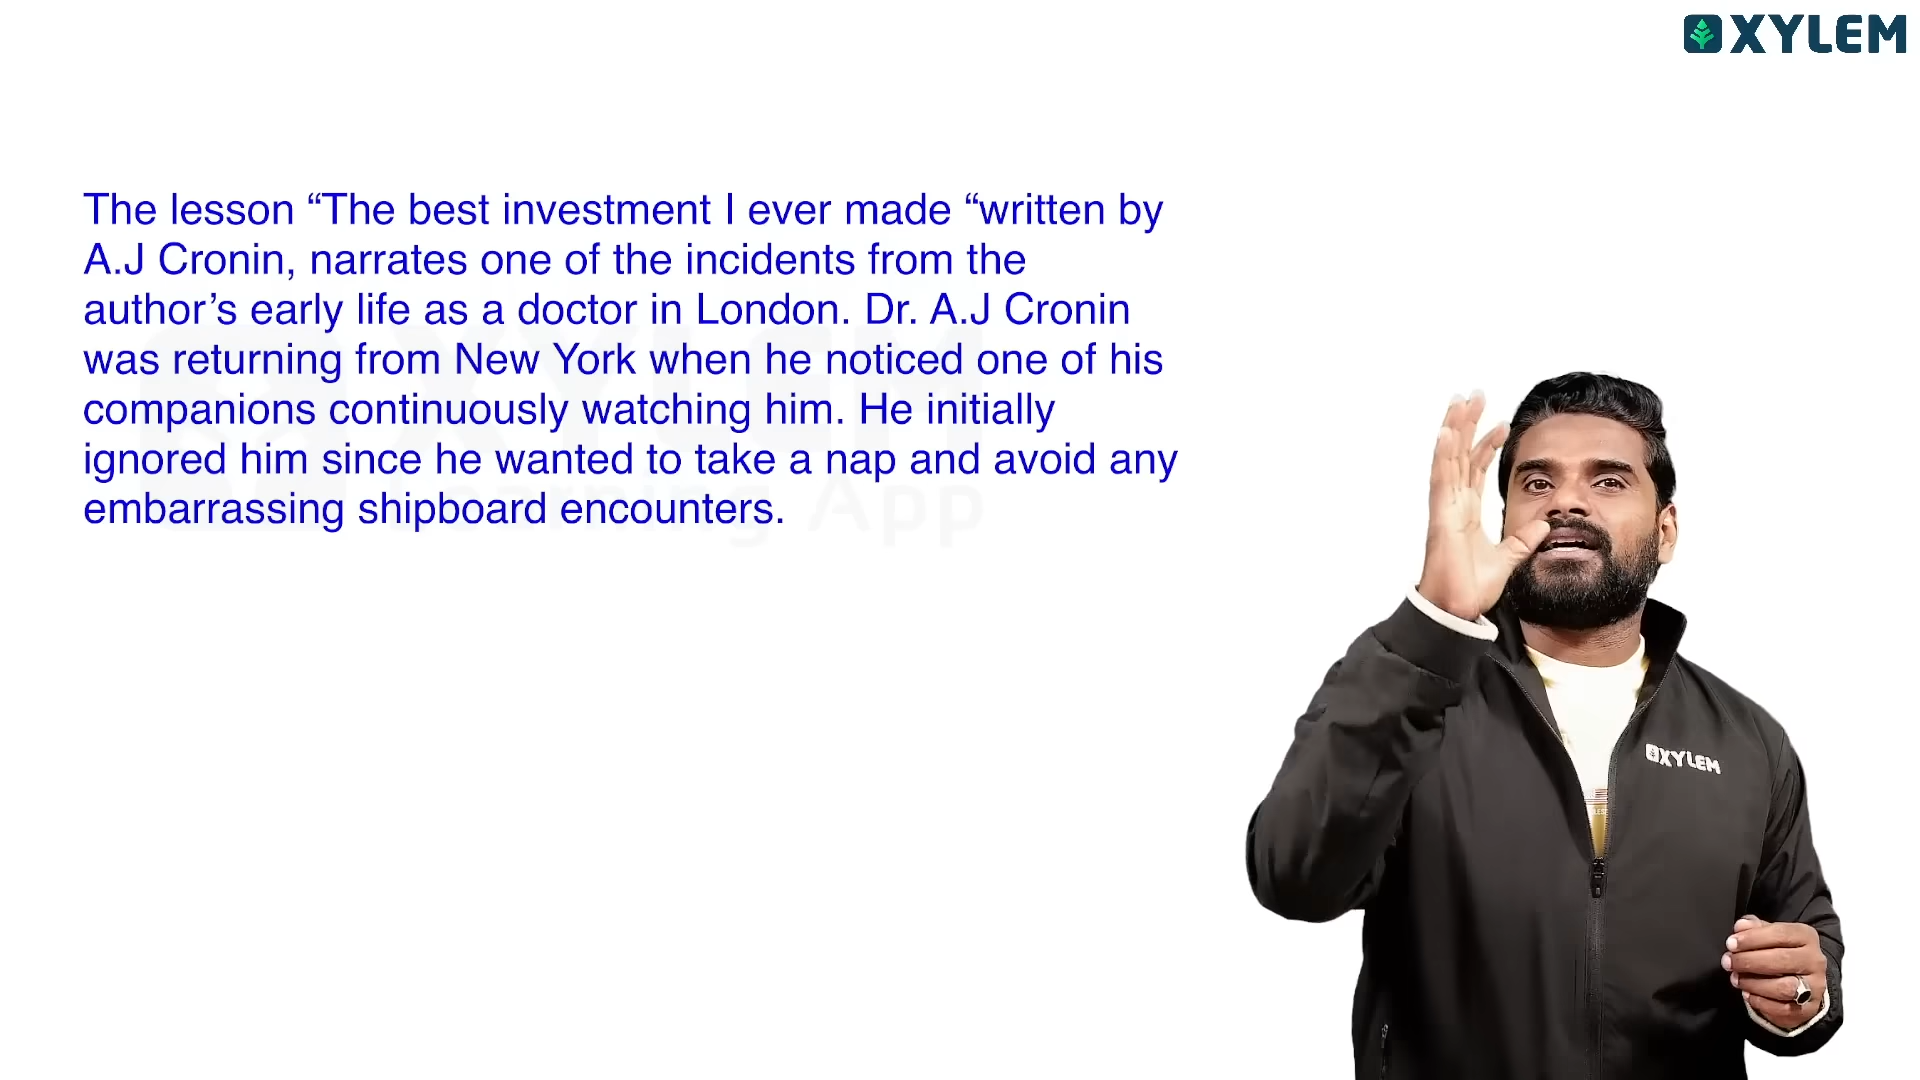 XYLEM
The lesson “The best investment I ever made “written by
A.J Cronin, narrates one of the incidents from the
author’s early life as a doctor in London. Dr. A.J Cronin
was returning from New York when he noticed one of his
companions continuously watching him. He initially
ignored him since he wanted to take a nap and avoid any
embarrassing shipboard encounters.
XYLEM
Learning App
XYLEM